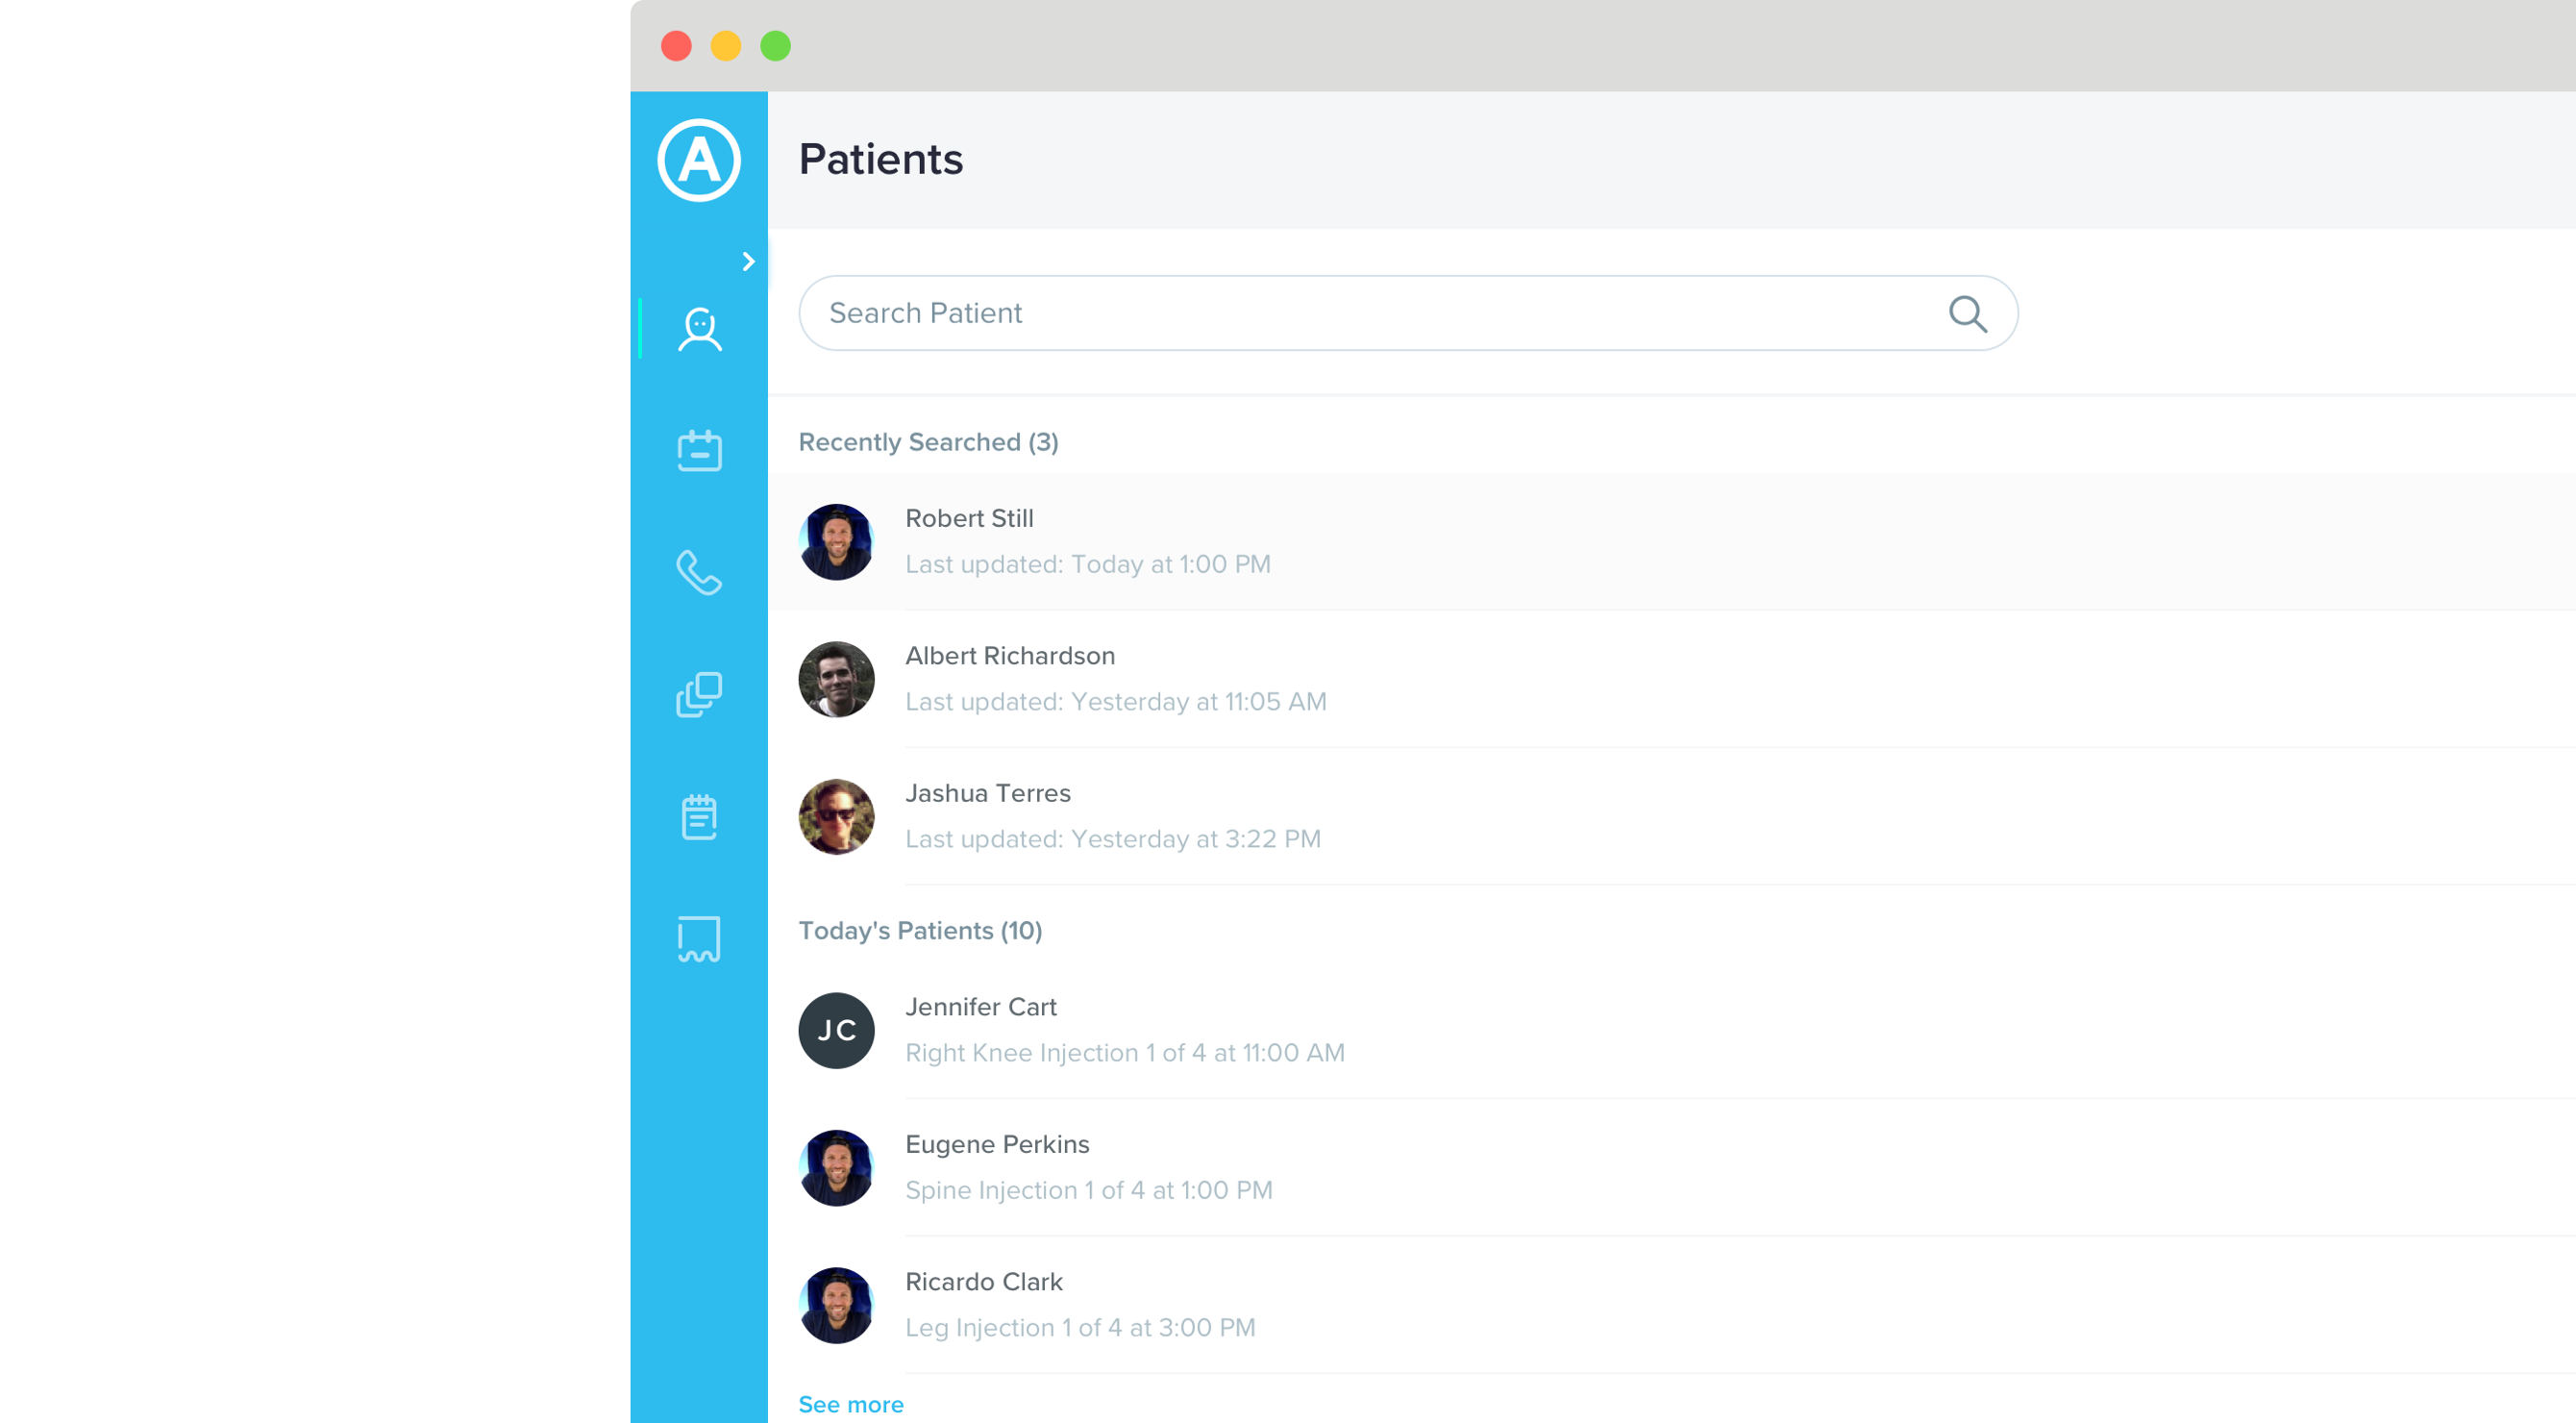 A
Patients
Search Patient
Recently Searched (3)
Robert Still
Last updated: Today at 1:00 PM
Albert Richardson
Last updated: Yesterday at 11:05 AM
Jashua Terres
Last updated: Yesterday at 3:22 PM
Today's Patients (10)
JC
Jennifer Cart
Right Knee Injection 1 of 4 at 11:00 AM
Eugene Perkins
Spine Injection 1 of 4 at 1:00 PM
Ricardo Clark
Leg Injection 1 of 4 at 3:00 PM
See more